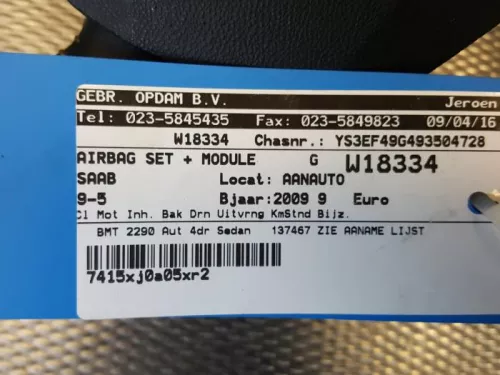 GEBR. OPDAM B.V. Jeroen
Tel: 023-5845435 Fax: 023-5849823 09/04/16
W18334 Chasnr.: YS3EF49G493504728
AIRBAG SET + MODULE G W18334
SAAB Locat: AANAUTO
9-5 Bjaar:2009 9 Euro
Cl Mot Inh. Bak Drn Uitvrng KmStnd Bijz.
BMT 2290 Aut 4dr Sedan 137467 ZIE AANAME LIJST
7415xj0a05xr2